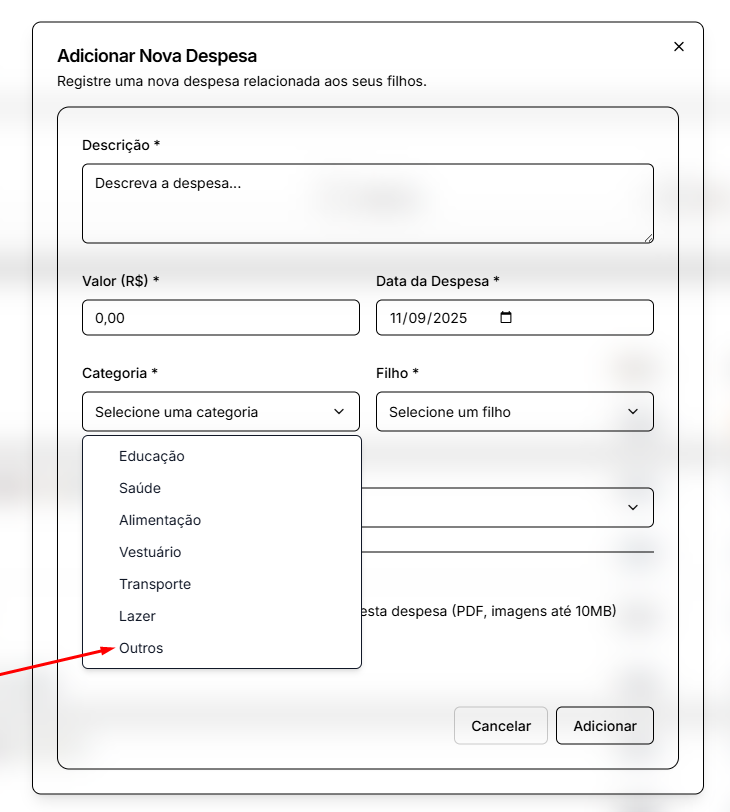 Adicionar Nova Despesa
Registre uma nova despesa relacionada aos seus filhos.
Descrição *
Descreva a despesa...
Valor (R$) *
Data da Despesa *
0,00
11/09/2025
Categoria *
Filho *
Selecione uma categoria
Selecione um filho
Educação
Saúde
Alimentação
Vestuário
Transporte
Lazer
esta despesa (PDF, imagens até 10MB)
Outros
Cancelar
Adicionar